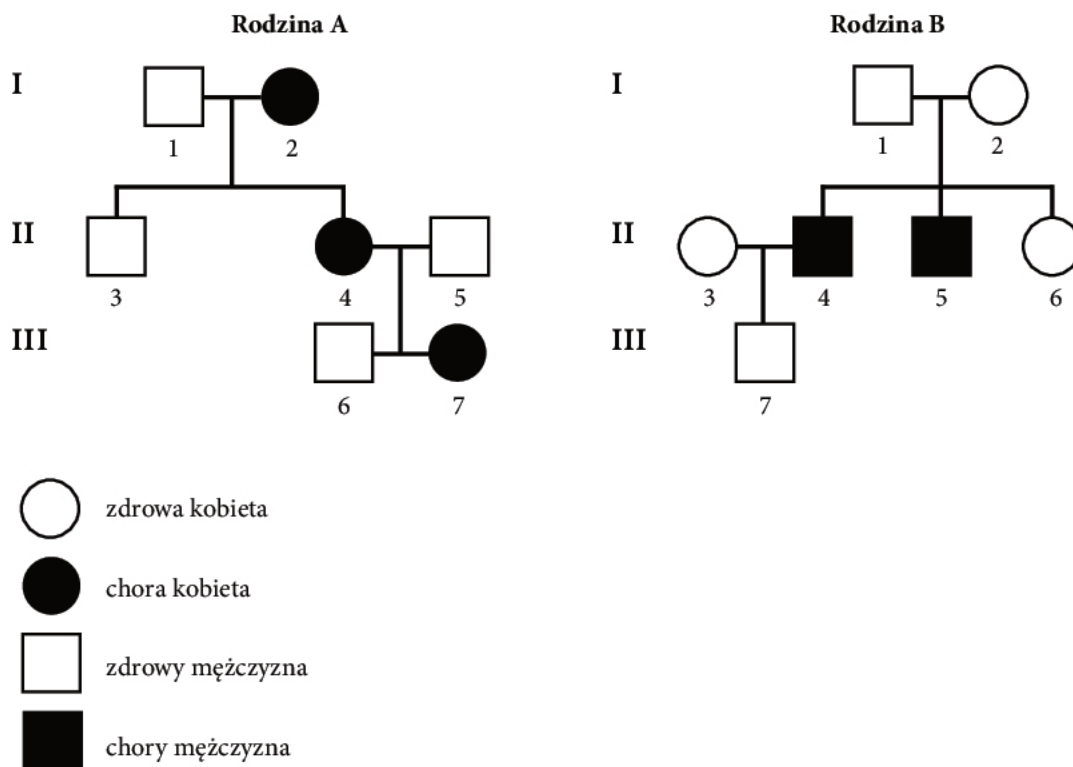 Rodzina A
I
1 2
II
3 4 5
III
6 7
Rodzina B
I
1 2
II
3 4 5 6
III
7
zdrowa kobieta
chora kobieta
zdrowy mężczyzna
chory mężczyzna